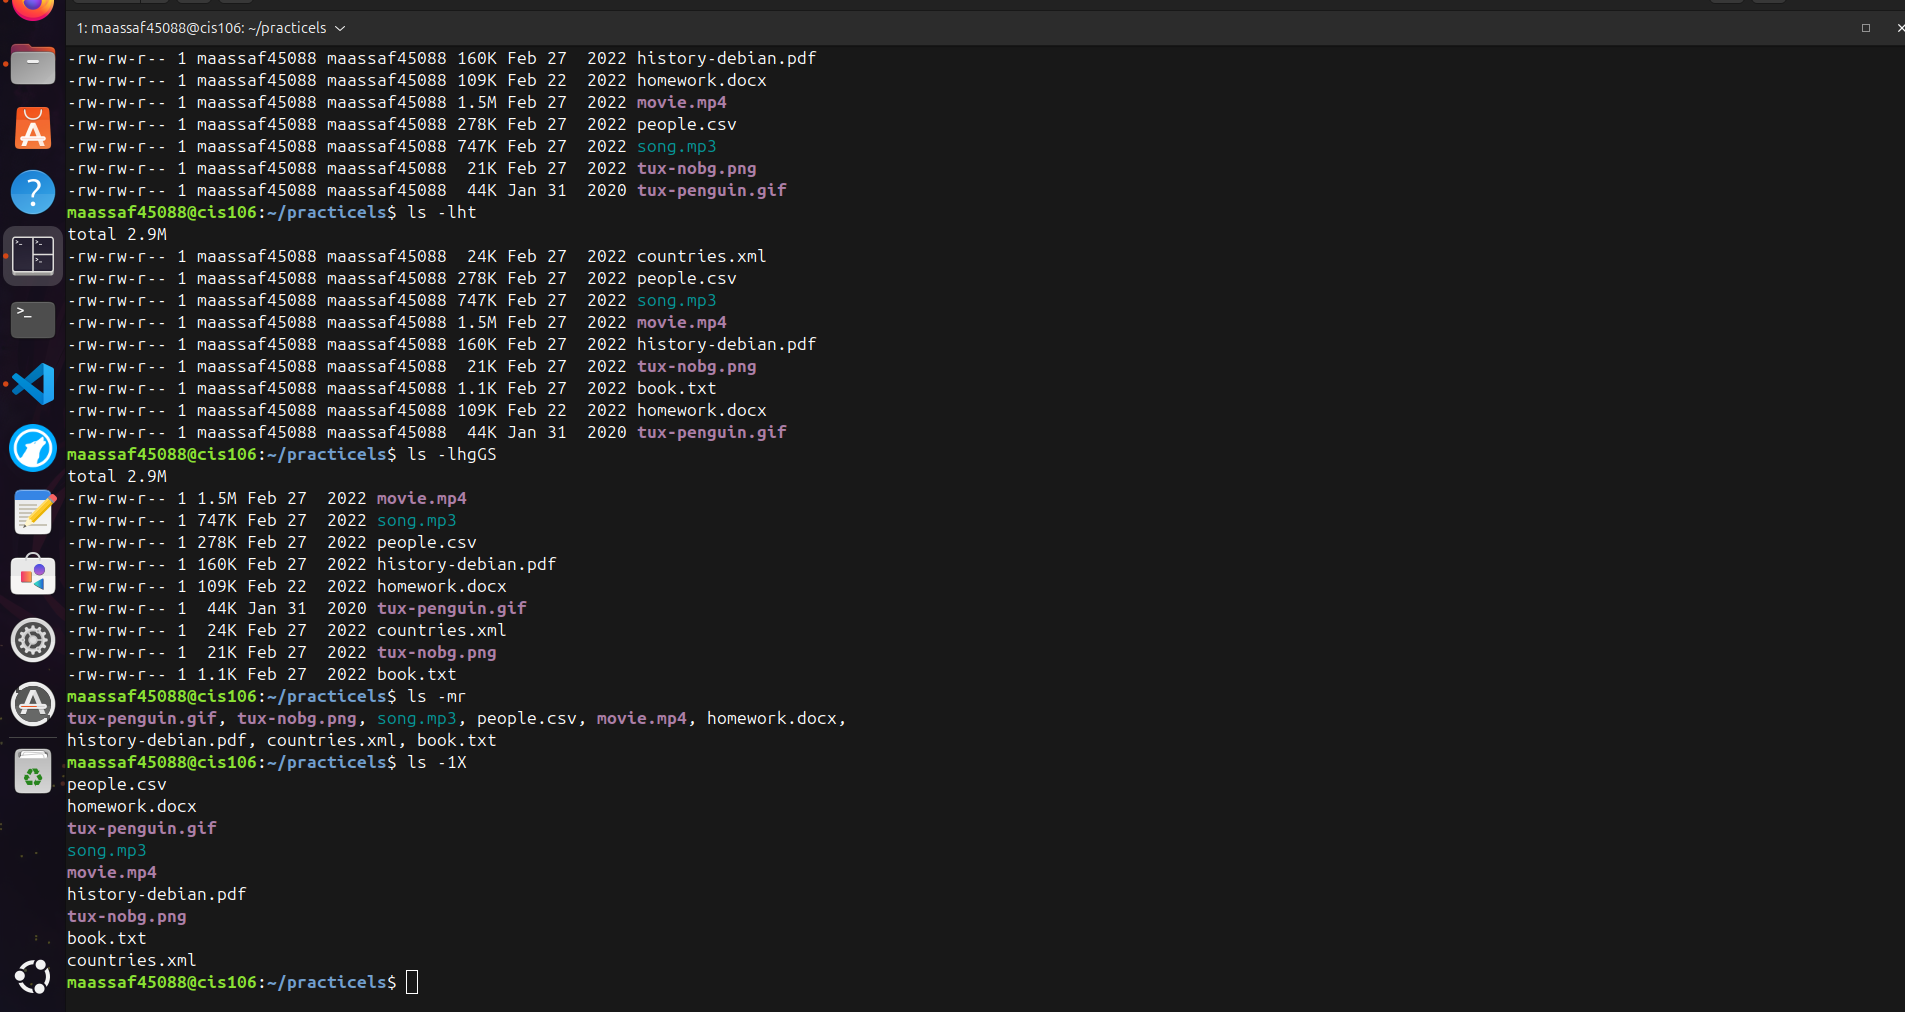 1: maassaf45088@cis106: ~/practicels
-rw-rw-r-- 1 maassaf45088 maassaf45088 160K Feb 27  2022 history-debian.pdf
-rw-rw-r-- 1 maassaf45088 maassaf45088 109K Feb 22  2022 homework.docx
-rw-rw-r-- 1 maassaf45088 maassaf45088 1.5M Feb 27  2022 movie.mp4
-rw-rw-r-- 1 maassaf45088 maassaf45088 278K Feb 27  2022 people.csv
-rw-rw-r-- 1 maassaf45088 maassaf45088 747K Feb 27  2022 song.mp3
-rw-rw-r-- 1 maassaf45088 maassaf45088  21K Feb 27  2022 tux-nobg.png
-rw-rw-r-- 1 maassaf45088 maassaf45088  44K Jan 31  2020 tux-penguin.gif
maassaf45088@cis106:~/practicels$ ls -lht
total 2.9M
-rw-rw-r-- 1 maassaf45088 maassaf45088  24K Feb 27  2022 countries.xml
-rw-rw-r-- 1 maassaf45088 maassaf45088 278K Feb 27  2022 people.csv
-rw-rw-r-- 1 maassaf45088 maassaf45088 747K Feb 27  2022 song.mp3
-rw-rw-r-- 1 maassaf45088 maassaf45088 1.5M Feb 27  2022 movie.mp4
-rw-rw-r-- 1 maassaf45088 maassaf45088 160K Feb 27  2022 history-debian.pdf
-rw-rw-r-- 1 maassaf45088 maassaf45088  21K Feb 27  2022 tux-nobg.png
-rw-rw-r-- 1 maassaf45088 maassaf45088 1.1K Feb 27  2022 book.txt
-rw-rw-r-- 1 maassaf45088 maassaf45088 109K Feb 22  2022 homework.docx
-rw-rw-r-- 1 maassaf45088 maassaf45088  44K Jan 31  2020 tux-penguin.gif
maassaf45088@cis106:~/practicels$ ls -lhgGS
total 2.9M
-rw-rw-r-- 1 1.5M Feb 27  2022 movie.mp4
-rw-rw-r-- 1 747K Feb 27  2022 song.mp3
-rw-rw-r-- 1 278K Feb 27  2022 people.csv
-rw-rw-r-- 1 160K Feb 27  2022 history-debian.pdf
-rw-rw-r-- 1 109K Feb 22  2022 homework.docx
-rw-rw-r-- 1  44K Jan 31  2020 tux-penguin.gif
-rw-rw-r-- 1  24K Feb 27  2022 countries.xml
-rw-rw-r-- 1  21K Feb 27  2022 tux-nobg.png
-rw-rw-r-- 1 1.1K Feb 27  2022 book.txt
maassaf45088@cis106:~/practicels$ ls -mr
tux-penguin.gif, tux-nobg.png, song.mp3, people.csv, movie.mp4, homework.docx,
history-debian.pdf, countries.xml, book.txt
maassaf45088@cis106:~/practicels$ ls -1X
people.csv
homework.docx
tux-penguin.gif
song.mp3
movie.mp4
history-debian.pdf
tux-nobg.png
book.txt
countries.xml
maassaf45088@cis106:~/practicels$